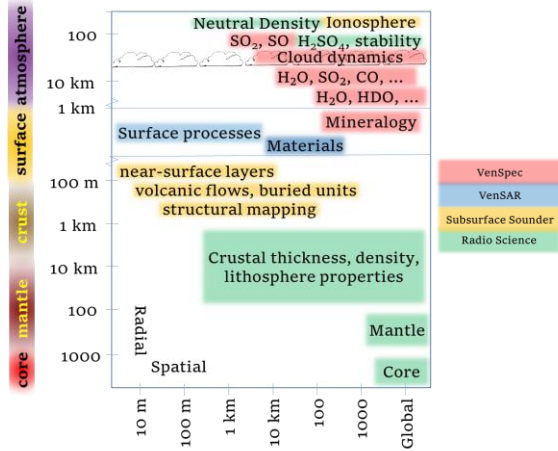 Neutral Density Ionosphere
100
SO2, SO H2SO4, stability
Cloud dynamics
10 km
H2O, SO2, CO, ...
H2O, HDO, ...
1 km
Mineralogy
Surface processes
Materials
near-surface layers
100 m
volcanic flows, buried units
structural mapping
1 km
Crustal thickness, density,
lithosphere properties
10 km
100
Mantle
1000
Core
Radial
Spatial
10 m
100 m
1 km
10 km
100
1000
Global
atmosphere
surface
crust
mantle
core
VenSpec
VenSAR
Subsurface Sounder
Radio Science